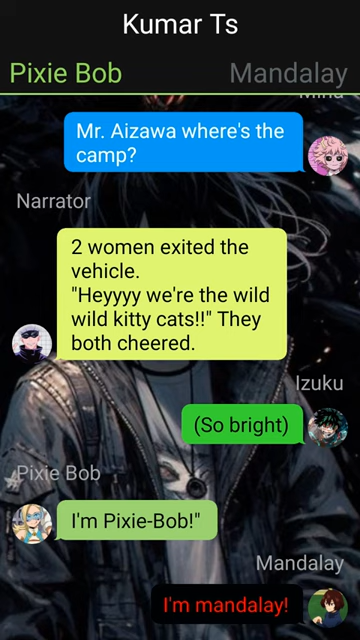 Kumar Ts
Pixie Bob
Mandalay
Mina
Mr. Aizawa where's the
camp?
Narrator
2 women exited the
vehicle.
"Heyyyy we're the wild
wild kitty cats!!" They
both cheered.
Izuku
(So bright)
Pixie Bob
I'm Pixie-Bob!"
Mandalay
I'm mandalay!